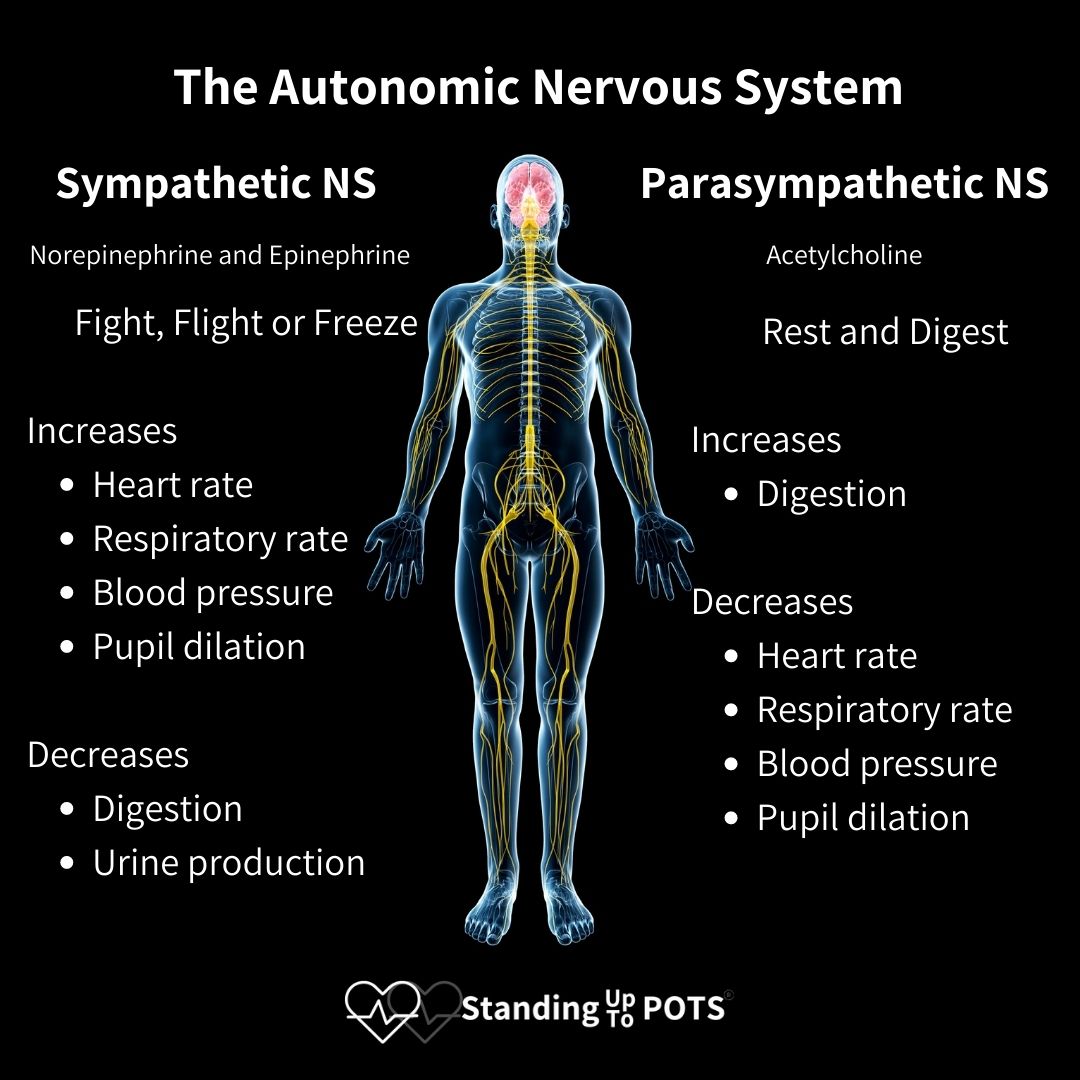 The Autonomic Nervous System
Sympathetic NS
Norepinephrine and Epinephrine
Fight, Flight or Freeze
Increases
• Heart rate
• Respiratory rate
• Blood pressure
• Pupil dilation
Decreases
• Digestion
• Urine production
Parasympathetic NS
Acetylcholine
Rest and Digest
Increases
• Digestion
Decreases
• Heart rate
• Respiratory rate
• Blood pressure
• Pupil dilation
Standing Up To POTS®